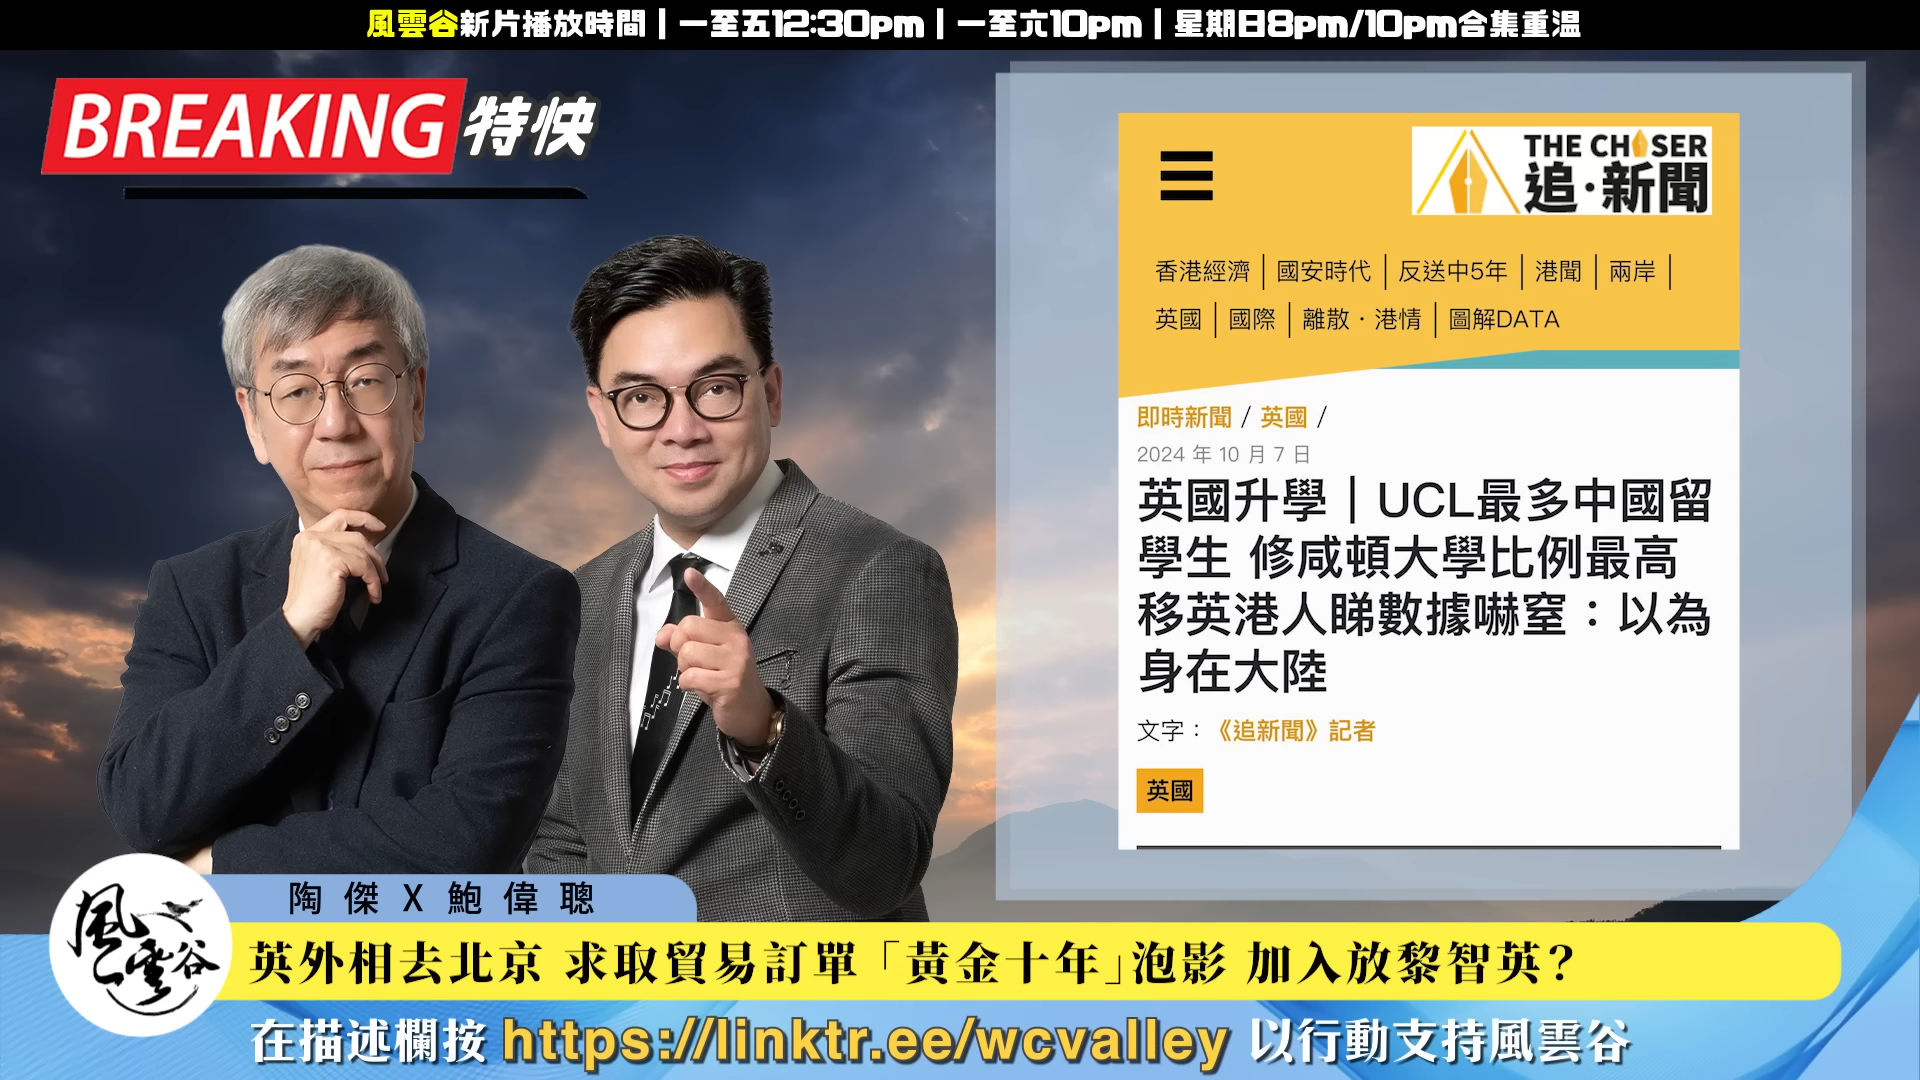 風雲谷新片播放時間 | 一至五12:30pm | 一至六10pm | 星期日8pm/10pm合集重溫
BREAKING 特快
THE CHASER
追·新聞
香港經濟 | 國安時代 | 反送中5年 | 港聞 | 兩岸 |
英國 | 國際 | 離散．港情 | 圖解DATA
即時新聞 / 英國 /
2024 年 10 月 7 日
英國升學｜UCL最多中國留
學生 修咸頓大學比例最高
移英港人睇數據嚇窒：以為
身在大陸
文字：《追新聞》記者
英國
陶傑 X 鮑偉聰
風雲谷
英外相去北京 求取貿易訂單「黃金十年」泡影 加入放黎智英?
在描述欄按 https://linktr.ee/wcvalley 以行動支持風雲谷